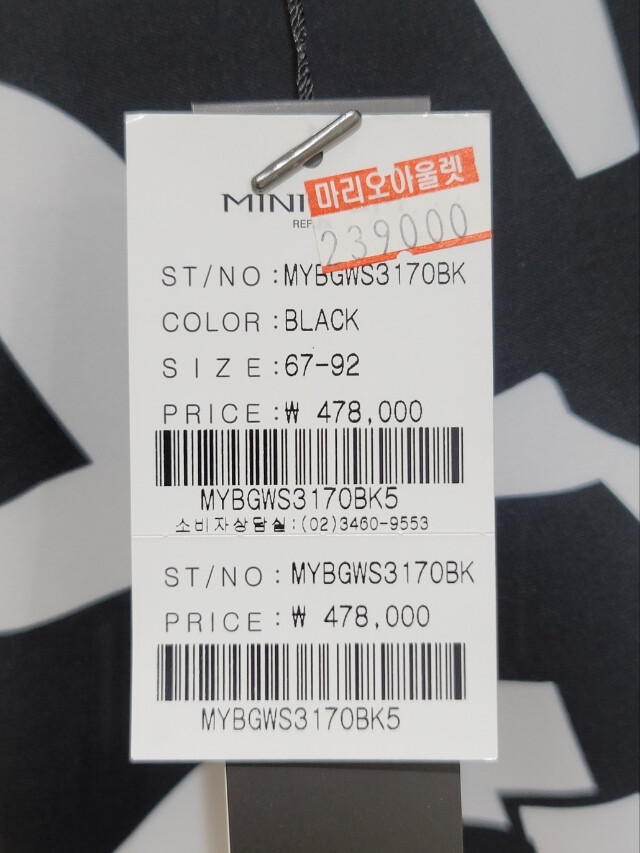 MINI
마리오아울렛
REF
239000
ST/NO : MYBGWS3170BK
COLOR : BLACK
SIZE : 67-92
PRICE : ₩ 478,000
MYBGWS3170BK5
소비자상담실 : (02)3460-9553
ST/NO : MYBGWS3170BK
PRICE : ₩ 478,000
MYBGWS3170BK5